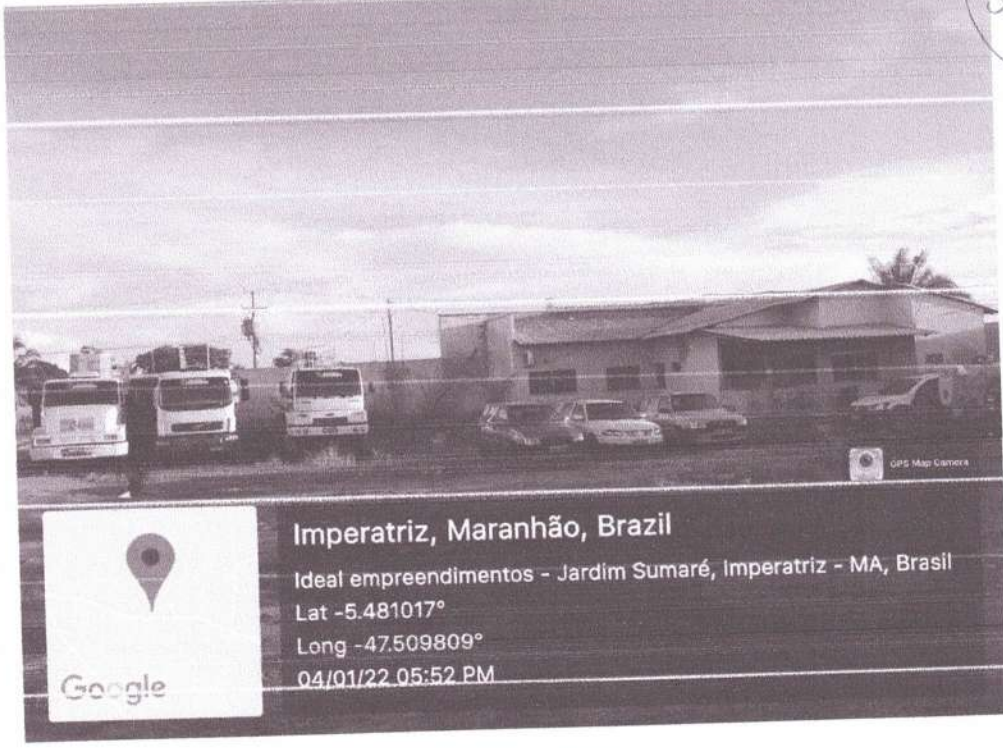 GPS Map Camera
Imperatriz, Maranhão, Brazil
Ideal empreendimentos - Jardim Sumaré, Imperatriz - MA, Brasil
Lat -5.481017°
Long -47.509809°
04/01/22 05:52 PM
Google